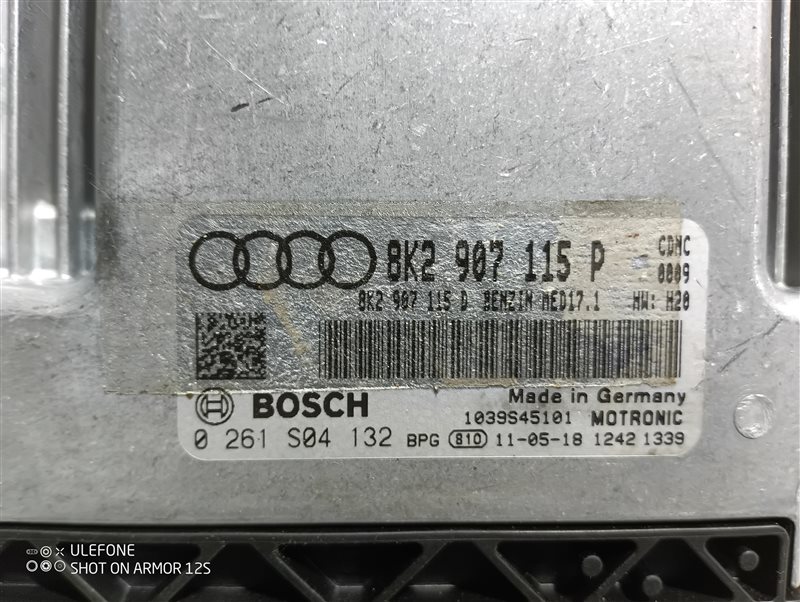 8K2 907 115 P CDNC
0009
8K2 907 115 D BENZIN MED17.1 HW: H20
Made in Germany
BOSCH 1039S45101 MOTRONIC
0 261 S04 132 BPG 810 11-05-18 1242 1339
ULEFONE
SHOT ON ARMOR 12S